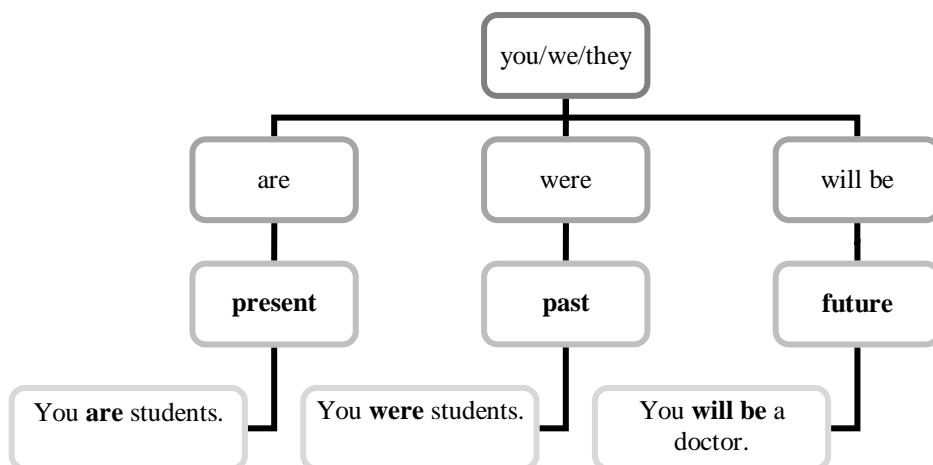 you/we/they
are
were
will be
present
past
future
You are students.
You were students.
You will be a
doctor.